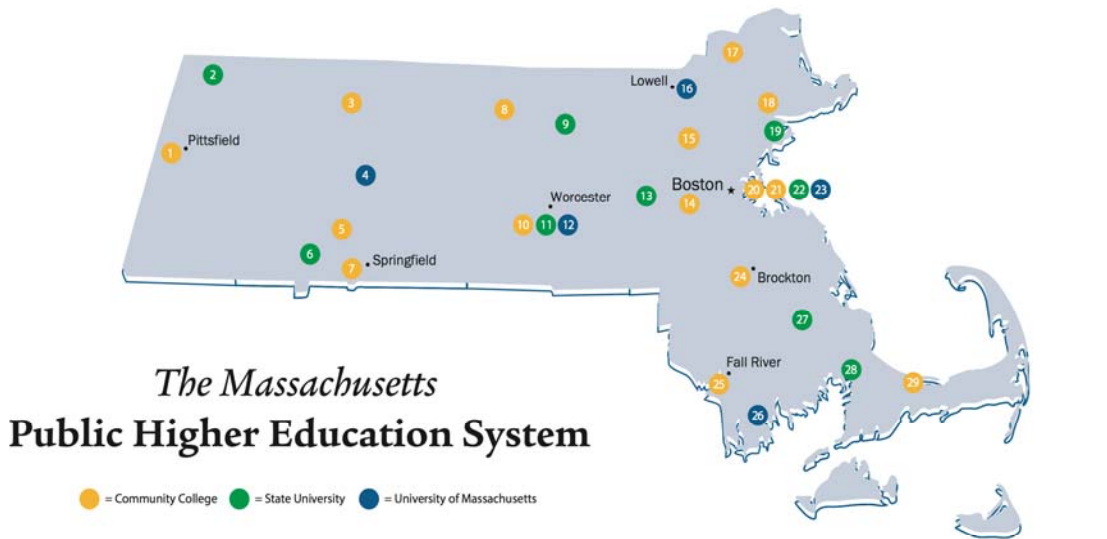 17
Lowell
16
2
3
8
18
9
19
15
Pittsfield
1
4
Boston
20 21 22 23
13
14
Worcester
10 11 12
5
6
Springfield
7
24
Brockton
27
Fall River
25
28
29
26
The Massachusetts
Public Higher Education System
= Community College = State University = University of Massachusetts